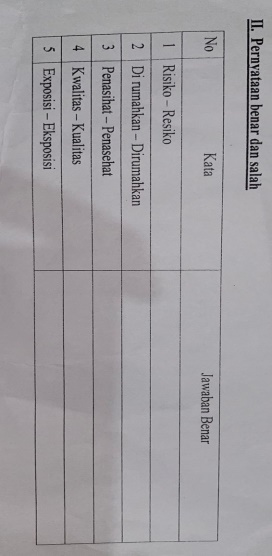 II. Pernyataan benar dan salah
No Kata Jawaban Benar
1 Risiko – Resiko
2 Di rumahkan – Dirumahkan
3 Penasihat – Penasehat
4 Kwalitas – Kualitas
5 Exposisi – Eksposisi